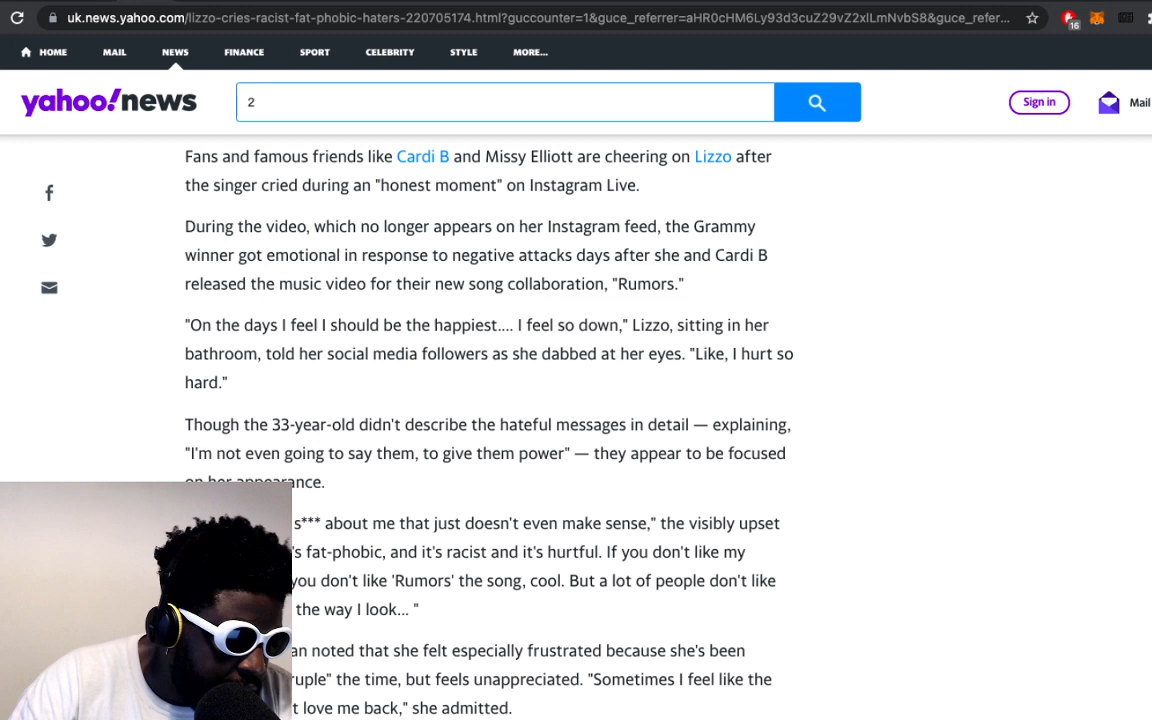 uk.news.yahoo.com/lizzo-cries-racist-fat-phobic-haters-220705174.html?guccounter=1&guce_referrer=aHR0cHM6Ly93d3cuZ29vZ2xlLmNvbS8&guce_refer...
16
HOME MAIL NEWS FINANCE SPORT CELEBRITY STYLE MORE...
yahoo!news
2
Sign in
Mail
Fans and famous friends like Cardi B and Missy Elliott are cheering on Lizzo after
the singer cried during an "honest moment" on Instagram Live.
During the video, which no longer appears on her Instagram feed, the Grammy
winner got emotional in response to negative attacks days after she and Cardi B
released the music video for their new song collaboration, "Rumors."
"On the days I feel I should be the happiest.... I feel so down," Lizzo, sitting in her
bathroom, told her social media followers as she dabbed at her eyes. "Like, I hurt so
hard."
Though the 33-year-old didn't describe the hateful messages in detail — explaining,
"I'm not even going to say them, to give them power" — they appear to be focused
on her appearance.
s*** about me that just doesn't even make sense," the visibly upset
's fat-phobic, and it's racist and it's hurtful. If you don't like my
you don't like 'Rumors' the song, cool. But a lot of people don't like
the way I look... "
an noted that she felt especially frustrated because she's been
ruple" the time, but feels unappreciated. "Sometimes I feel like the
t love me back," she admitted.